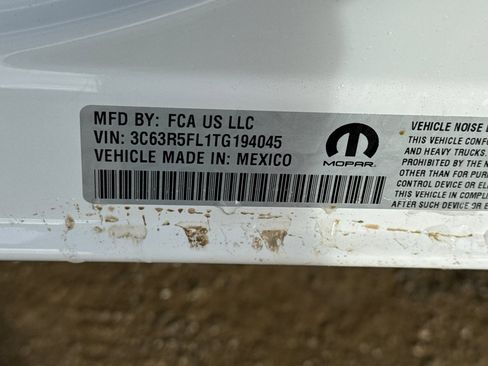 MFD BY: FCA US LLC
VIN: 3C63R5FL1TG194045
VEHICLE MADE IN: MEXICO
MOPAR
VEHICLE NOISE
THIS VEHICLE CONF
AND HEAVY TRUCKS.
PROHIBITED BY THE N
OTHER THAN FOR PUR
CONTROL DEVICE OR EL
THIS VEHICLE IN COMPL
AFTER SUCH DEVICE OR E